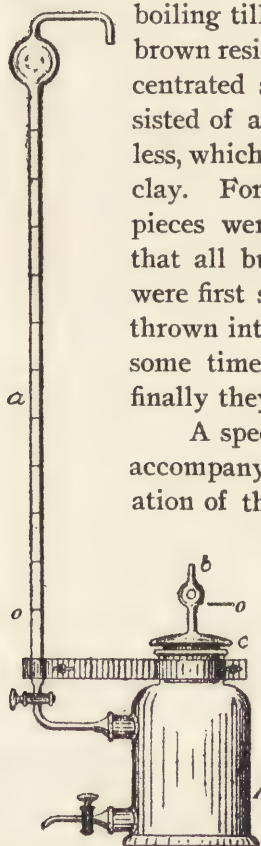 boiling till
brown resi
centrated
sisted of a
less, which
clay. For
pieces wer
that all bu
were first s
thrown int
some time
finally they
A spec
accompany
ation of th
a
o
b
o
c